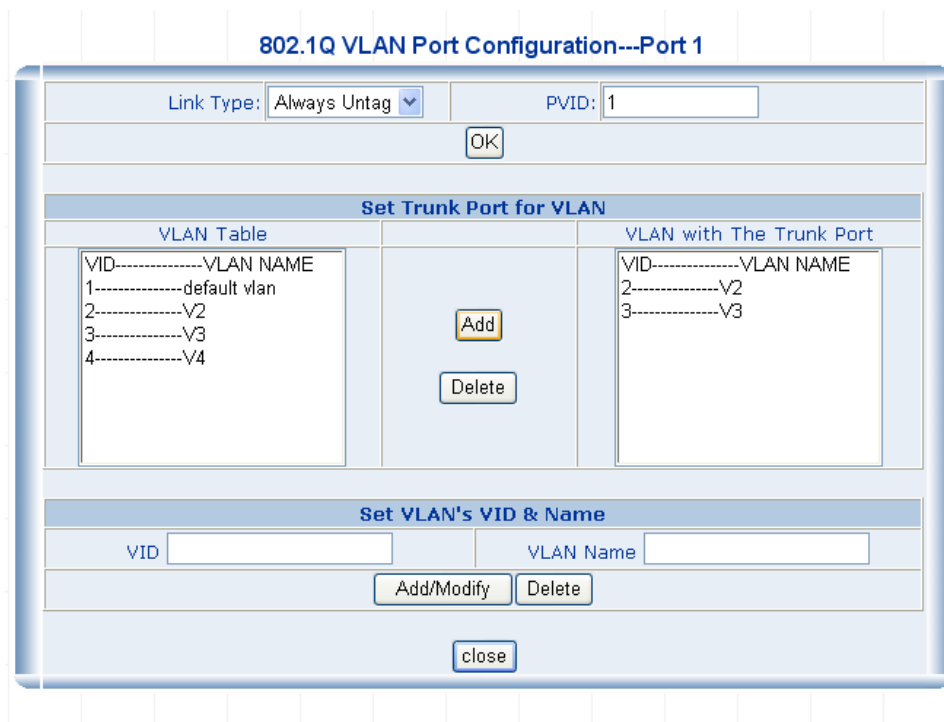 802.1Q VLAN Port Configuration---Port 1
Link Type: Always Untag PVID: 1
OK
Set Trunk Port for VLAN
VLAN Table VLAN with The Trunk Port
VID---------------VLAN NAME
1---------------default vlan
2---------------V2
3---------------V3
4---------------V4
Add
Delete
VID---------------VLAN NAME
2---------------V2
3---------------V3
Set VLAN's VID & Name
VID VLAN Name
Add/Modify Delete
close